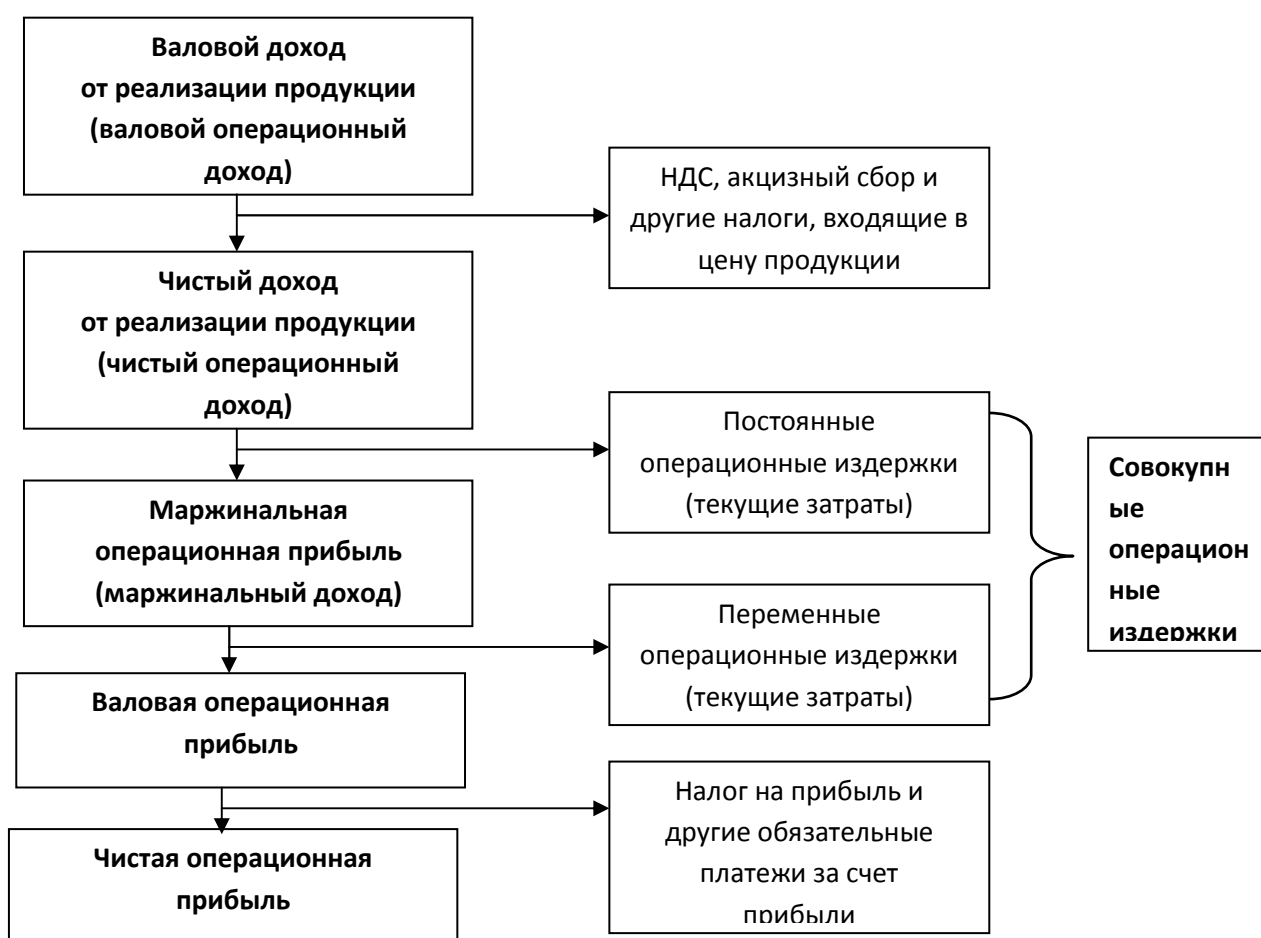 Валовой доход
от реализации продукции
(валовой операционный
доход)
НДС, акцизный сбор и
другие налоги, входящие в
цену продукции
Чистый доход
от реализации продукции
(чистый операционный
доход)
Постоянные
операционные издержки
(текущие затраты)
Совокупн
ые
операцион
ные
издержки
Маржинальная
операционная прибыль
(маржинальный доход)
Переменные
операционные издержки
(текущие затраты)
Валовая операционная
прибыль
Налог на прибыль и
другие обязательные
платежи за счет
прибыли
Чистая операционная
прибыль